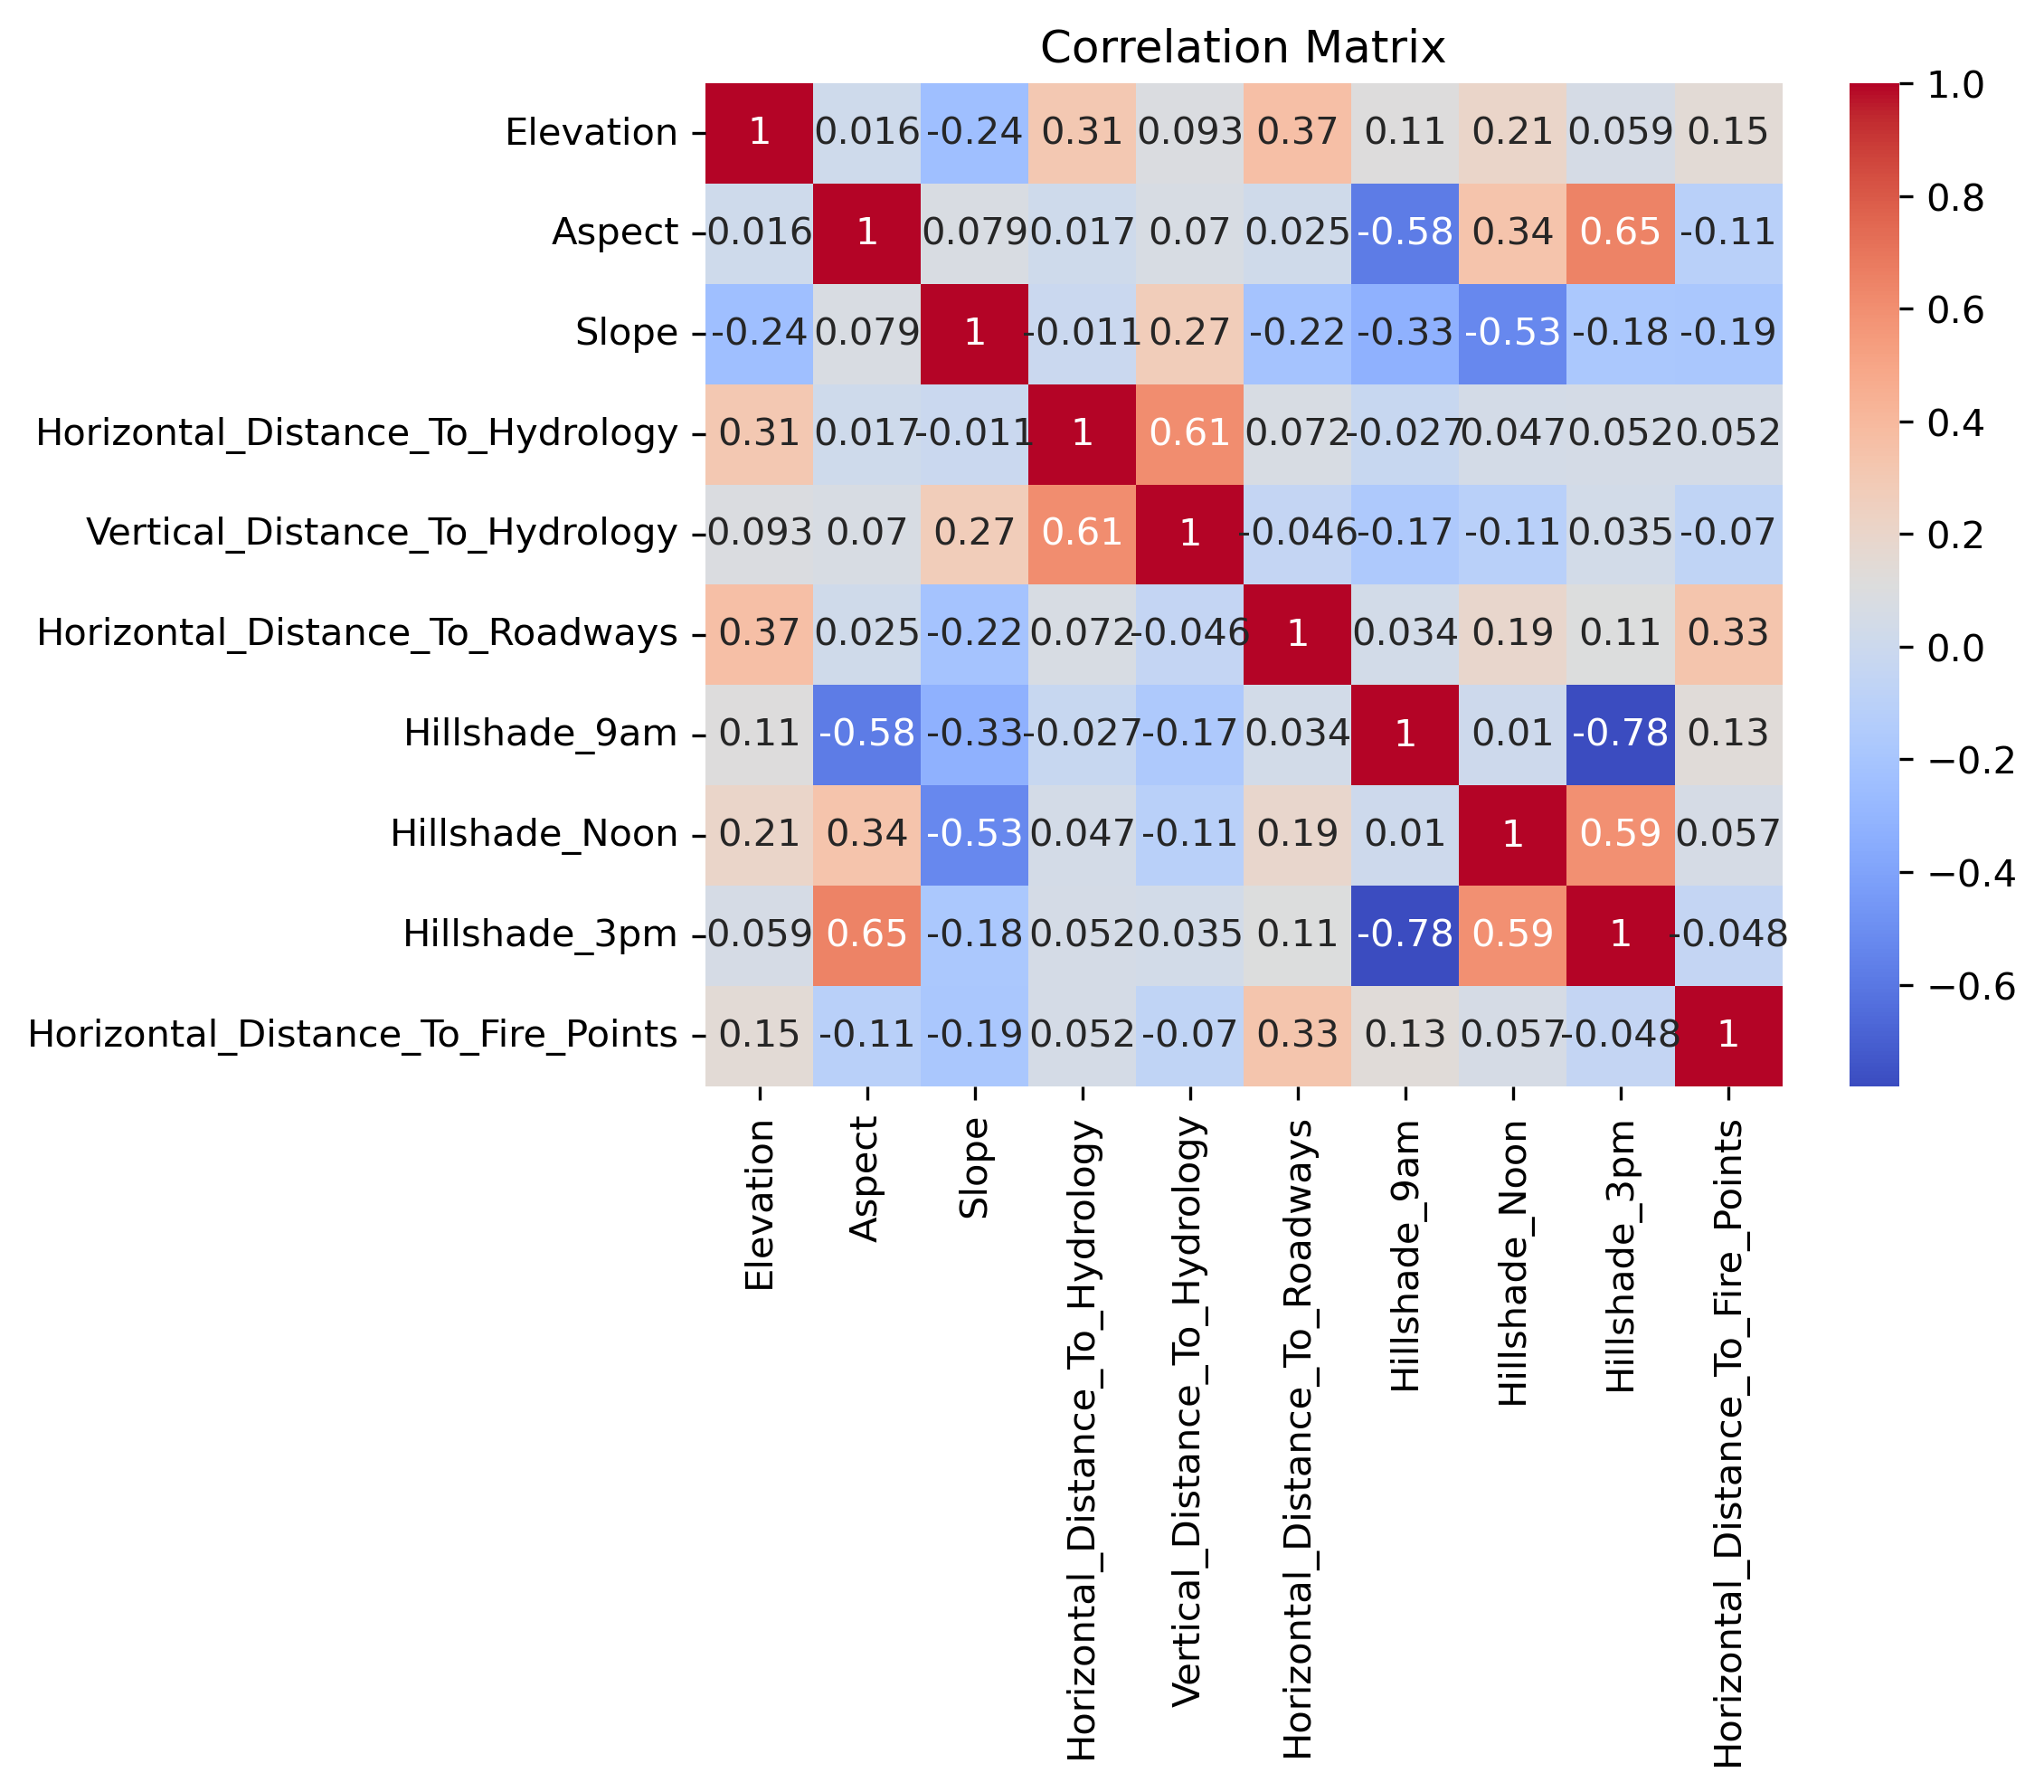 Correlation Matrix
Elevation 1 0.016 -0.24 0.31 0.093 0.37 0.11 0.21 0.059 0.15
Aspect 0.016 1 0.079 0.017 0.07 0.025 -0.58 0.34 0.65 -0.11
Slope -0.24 0.079 1 -0.011 0.27 -0.22 -0.33 -0.53 -0.18 -0.19
Horizontal_Distance_To_Hydrology 0.31 0.017 -0.011 1 0.61 0.072 -0.027 0.047 0.052 0.052
Vertical_Distance_To_Hydrology 0.093 0.07 0.27 0.61 1 -0.046 -0.17 -0.11 0.035 -0.07
Horizontal_Distance_To_Roadways 0.37 0.025 -0.22 0.072 -0.046 1 0.034 0.19 0.11 0.33
Hillshade_9am 0.11 -0.58 -0.33 -0.027 -0.17 0.034 1 0.01 -0.78 0.13
Hillshade_Noon 0.21 0.34 -0.53 0.047 -0.11 0.19 0.01 1 0.59 0.057
Hillshade_3pm 0.059 0.65 -0.18 0.052 0.035 0.11 -0.78 0.59 1 -0.048
Horizontal_Distance_To_Fire_Points 0.15 -0.11 -0.19 0.052 -0.07 0.33 0.13 0.057 -0.048 1
Elevation
Aspect
Slope
Horizontal_Distance_To_Hydrology
Vertical_Distance_To_Hydrology
Horizontal_Distance_To_Roadways
Hillshade_9am
Hillshade_Noon
Hillshade_3pm
Horizontal_Distance_To_Fire_Points
1.0
0.8
0.6
0.4
0.2
0.0
−0.2
−0.4
−0.6